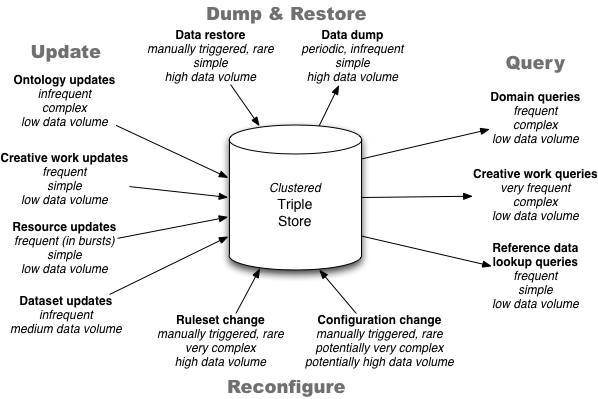 Dump & Restore
Data restore
manually triggered, rare
simple
high data volume
Data dump
periodic, infrequent
simple
high data volume
Update
Ontology updates
infrequent
complex
low data volume
Creative work updates
frequent
simple
low data volume
Resource updates
frequent (in bursts)
simple
low data volume
Dataset updates
infrequent
medium data volume
Clustered
Triple
Store
Query
Domain queries
frequent
complex
low data volume
Creative work queries
very frequent
complex
low data volume
Reference data
lookup queries
frequent
simple
low data volume
Ruleset change
manually triggered, rare
very complex
high data volume
Configuration change
manually triggered, rare
potentially very complex
potentially high data volume
Reconfigure